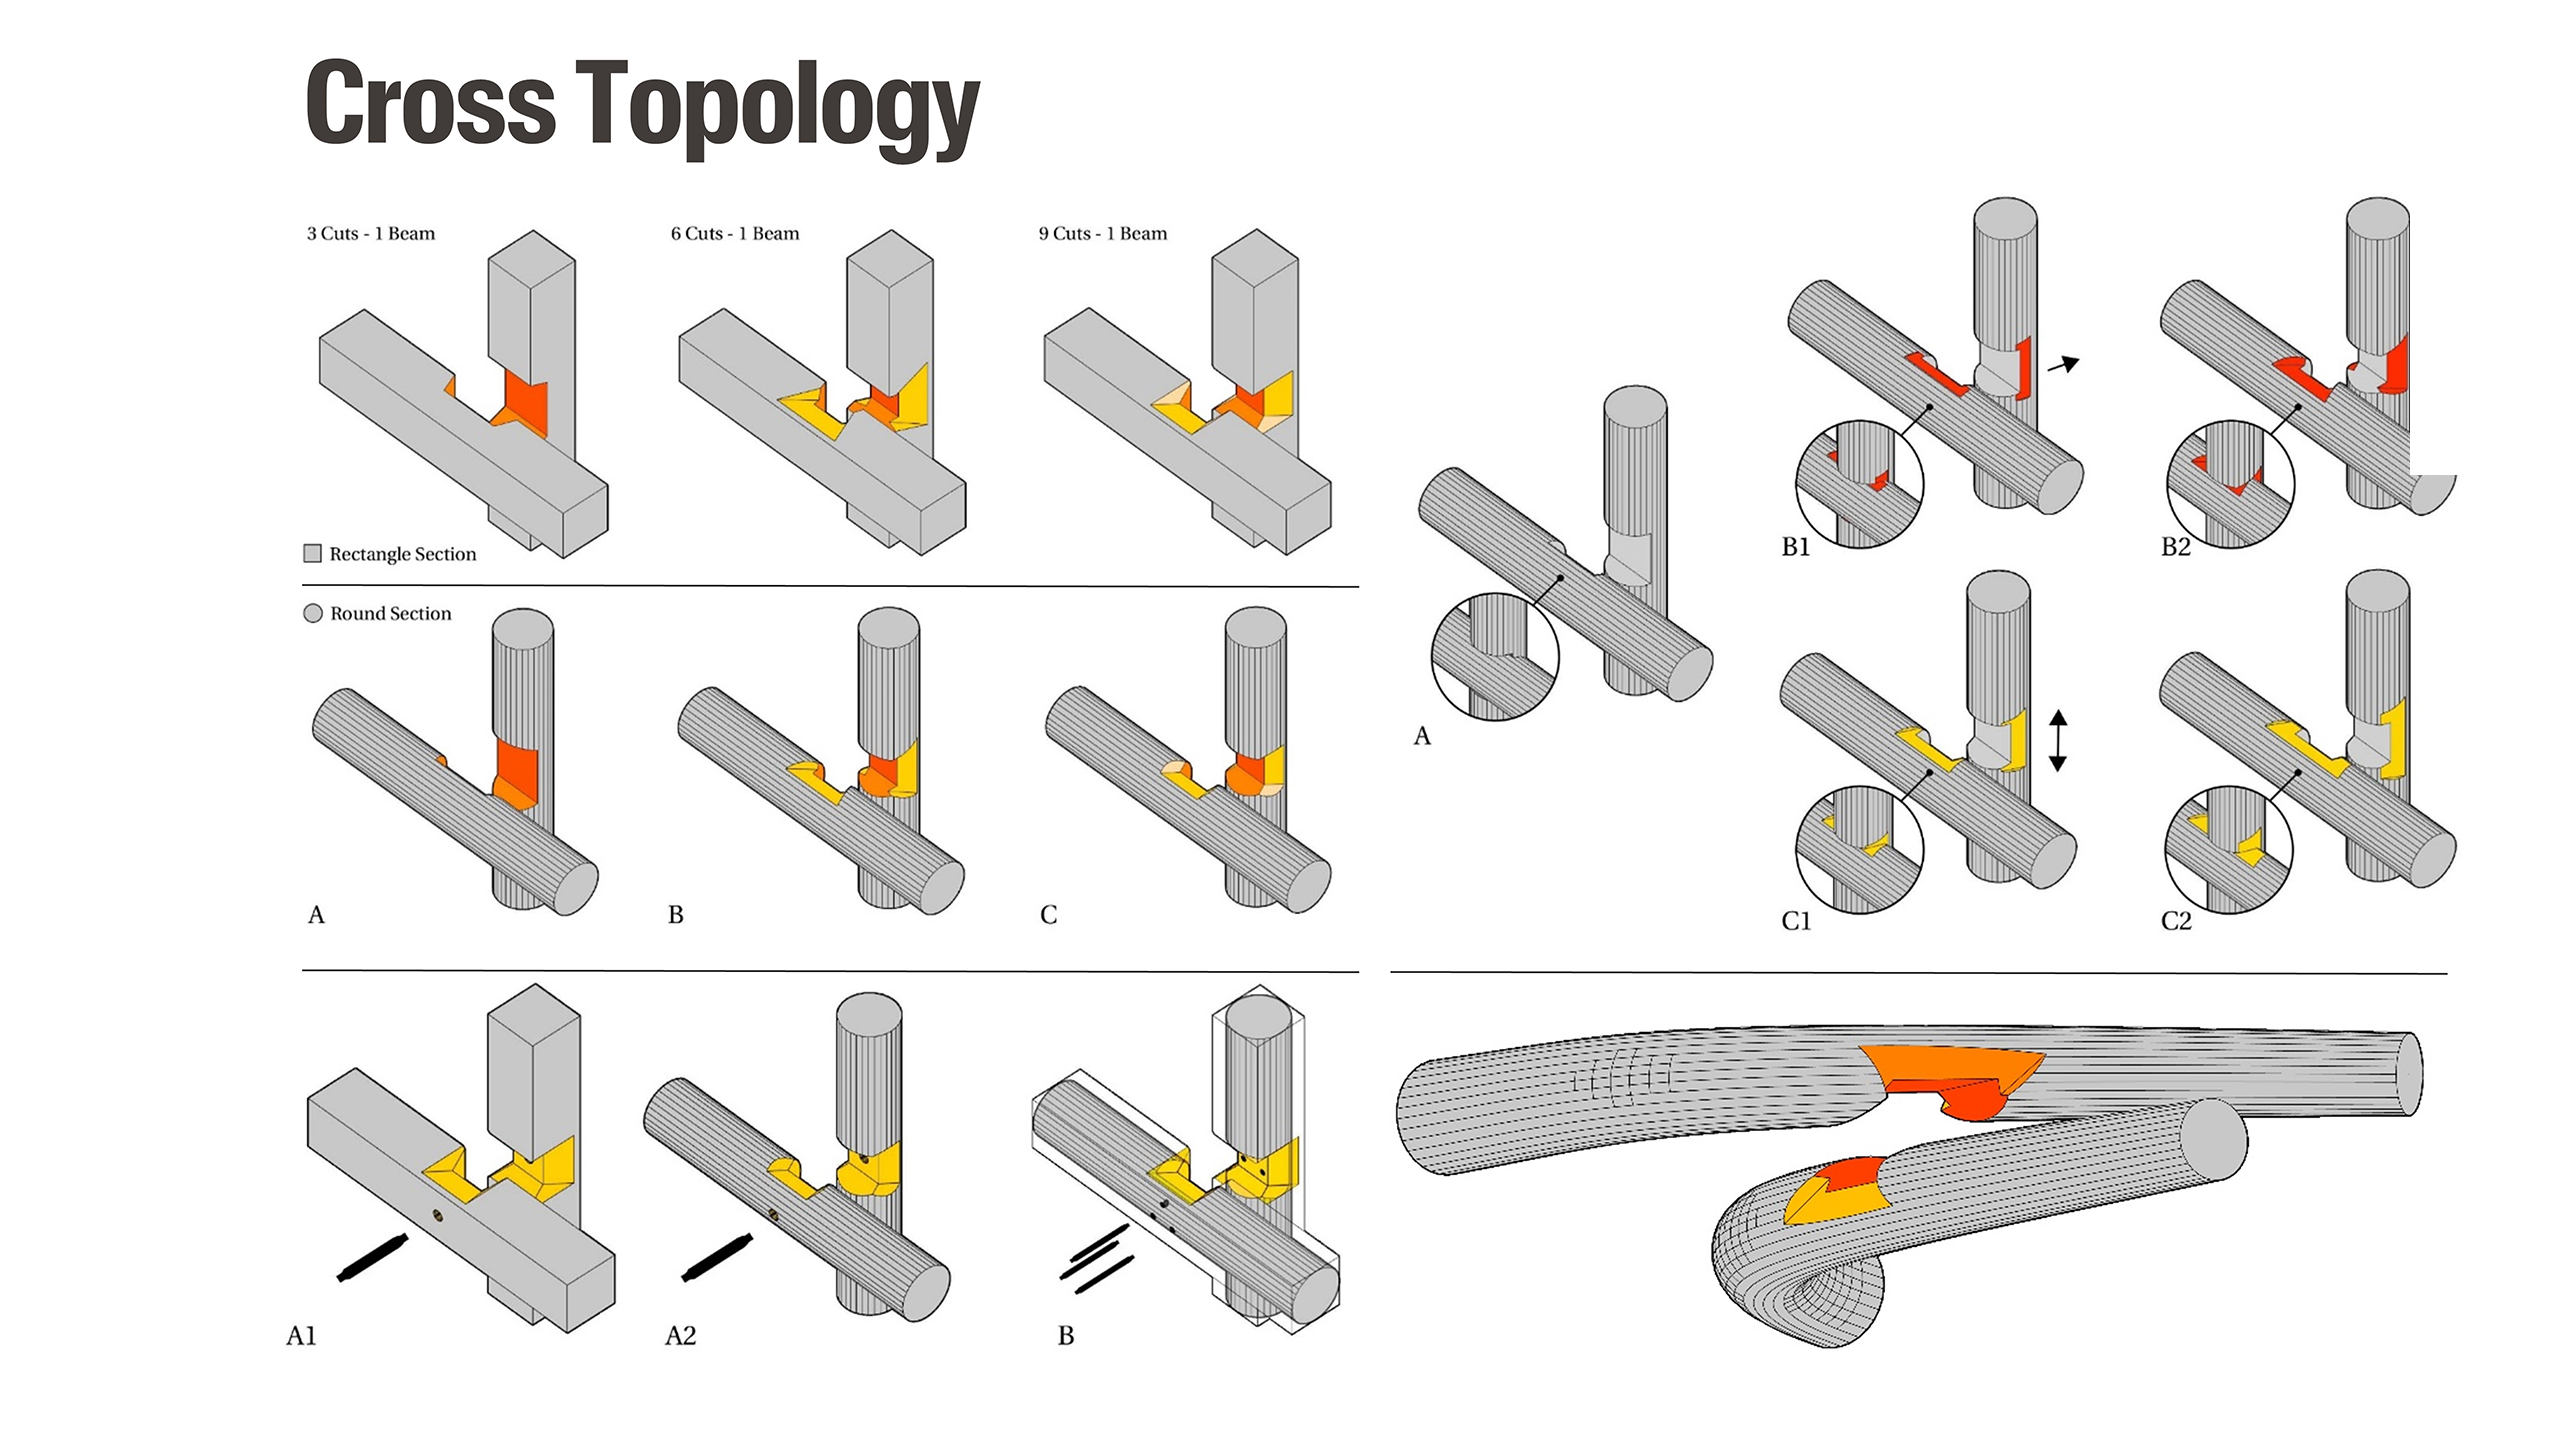 Cross Topology
3 Cuts - 1 Beam
6 Cuts - 1 Beam
9 Cuts - 1 Beam
Rectangle Section
Round Section
A
B
C
A1
A2
B
A
B1
B2
C1
C2